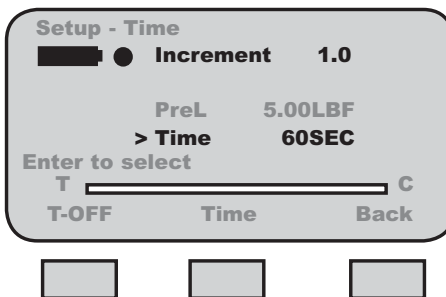 Setup - Time
Increment 1.0
PreL 5.00LBF
> Time 60SEC
Enter to select
T C
T-OFF Time Back